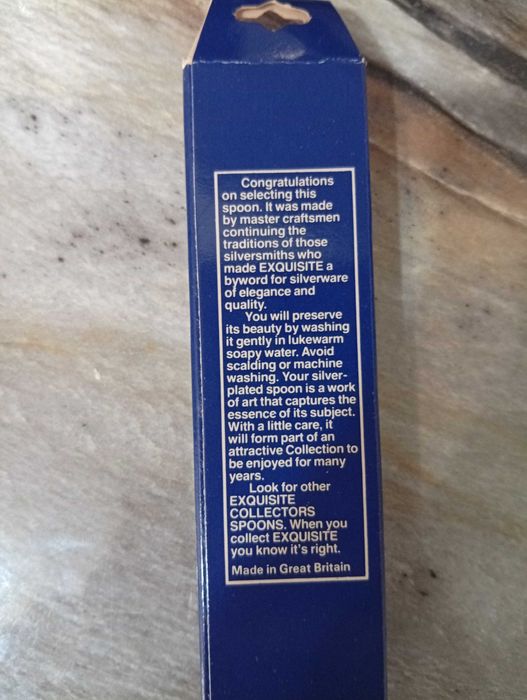 Congratulations
on selecting this
spoon. It was made
by master craftsmen
continuing the
traditions of those
silversmiths who
made EXQUISITE a
byword for silverware
of elegance and
quality.
You will preserve
its beauty by washing
it gently in lukewarm
soapy water. Avoid
scalding or machine
washing. Your silver-
plated spoon is a work
of art that captures the
essence of its subject.
With a little care, it
will form part of an
attractive Collection to
be enjoyed for many
years.
Look for other
EXQUISITE
COLLECTORS
SPOONS. When you
collect EXQUISITE
you know it's right.
Made in Great Britain